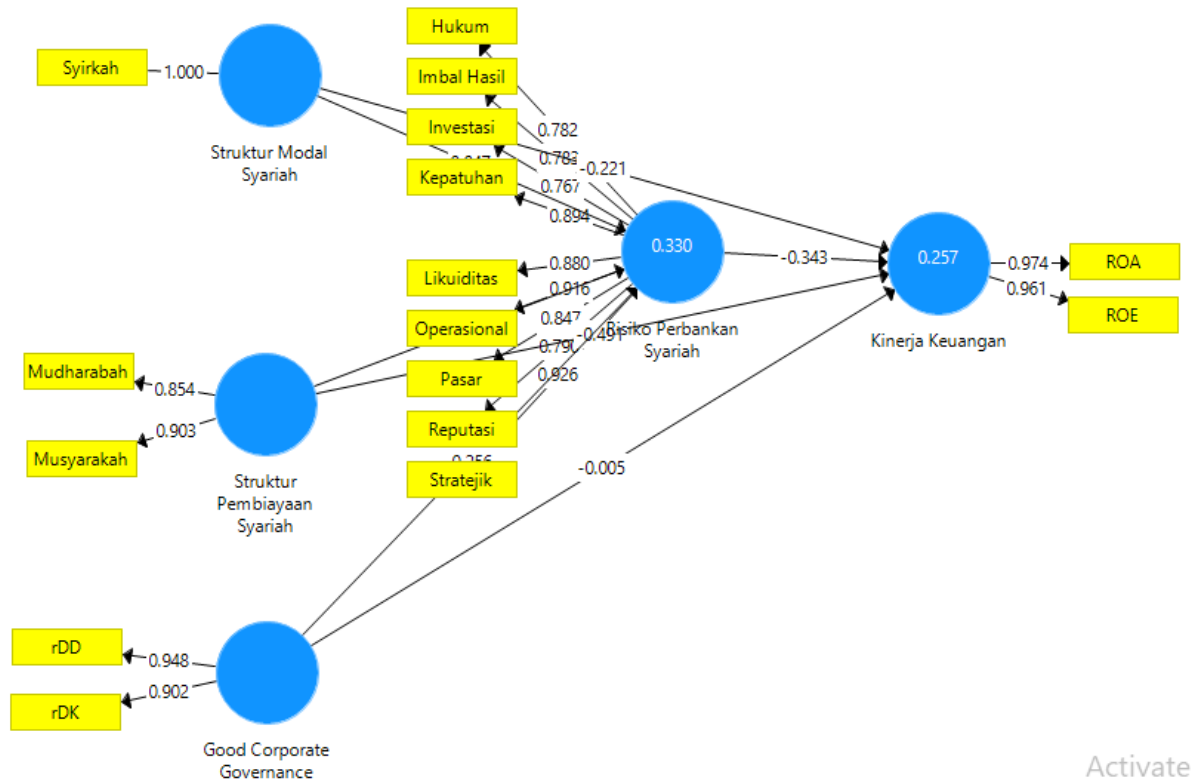 Hukum
Syirkah
1.000
Imbal Hasil
Investasi
0.782
Struktur Modal
Syariah
0.767
-0.221
Kepatuhan
0.894
0.330
-0.343
0.257
0.974
ROA
Likuiditas
0.880
0.961
ROE
0.916
Operasional
0.847
Risiko Perbankan
Syariah
Kinerja Keuangan
-0.491
Mudharabah
0.854
Pasar
0.926
0.903
Musyarakah
Reputasi
-0.005
Stratejik
Struktur
Pembiayaan
Syariah
rDD
0.948
0.902
rDK
Good Corporate
Governance
Activate